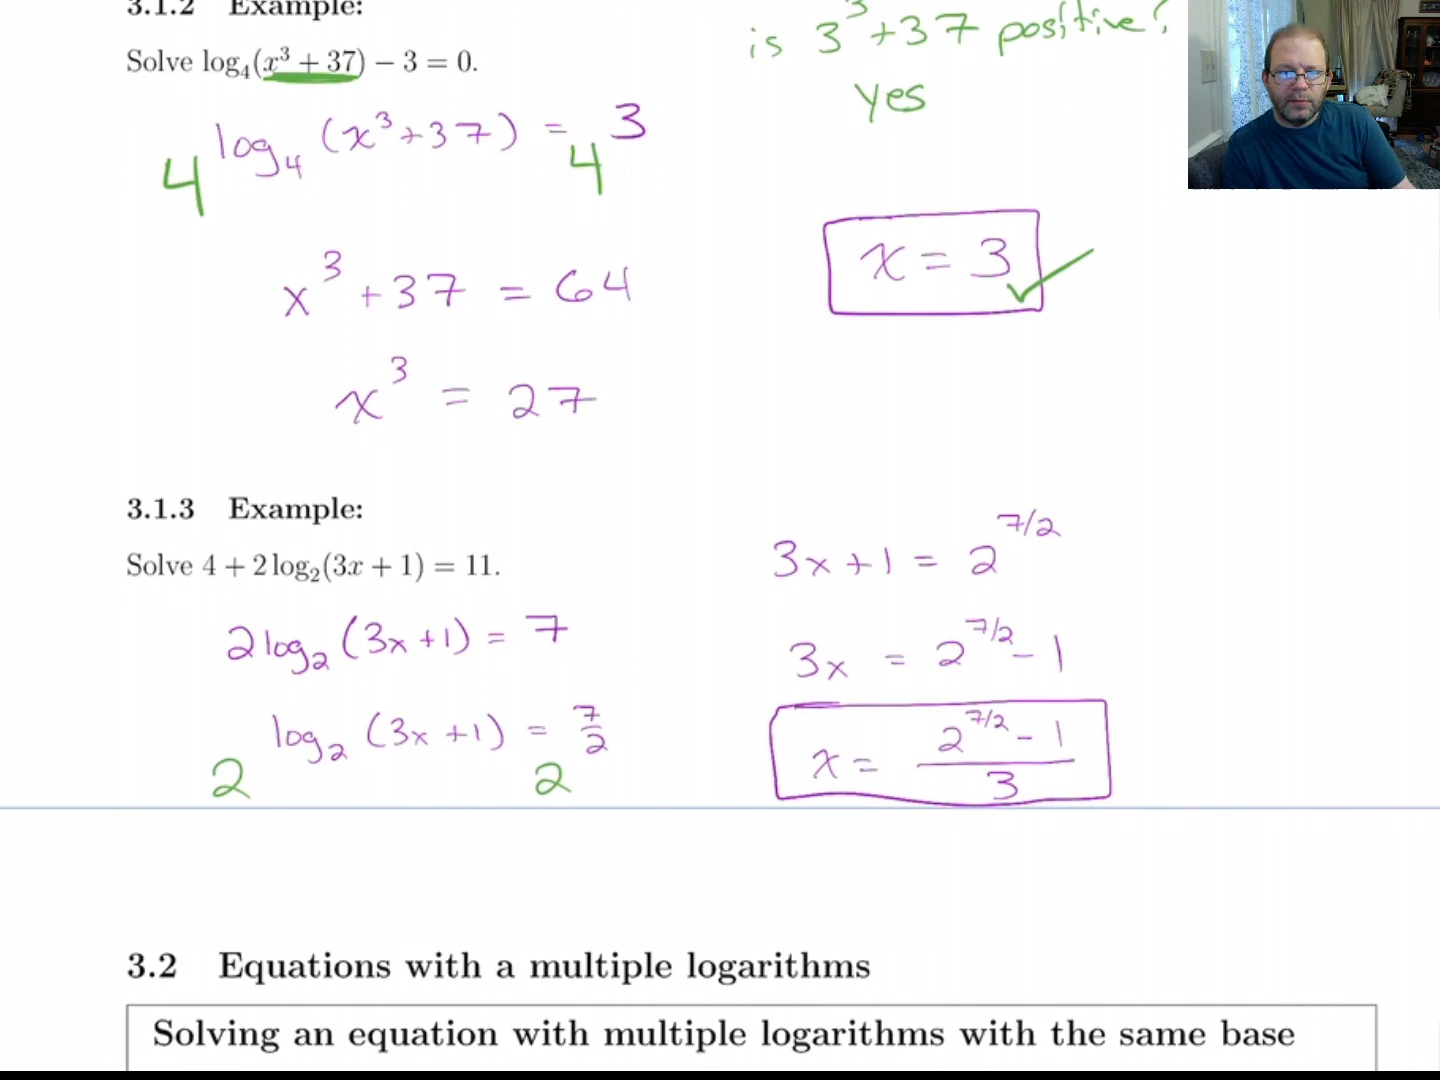 3.1.2 Example:
Solve log₄(x³ + 37) − 3 = 0.
4^(log₄ (x³+37)) = 4^3
x³ +37 = 64
x³ = 27
is 3³+37 positive?
yes
x = 3 ✓
3.1.3 Example:
Solve 4 + 2 log₂(3x + 1) = 11.
2 log₂ (3x +1) = 7
2^(log₂ (3x +1)) = 2^(7/2)
3x +1 = 2^(7/2)
3x = 2^(7/2) − 1
x = (2^(7/2) − 1)/3
3.2 Equations with a multiple logarithms
Solving an equation with multiple logarithms with the same base